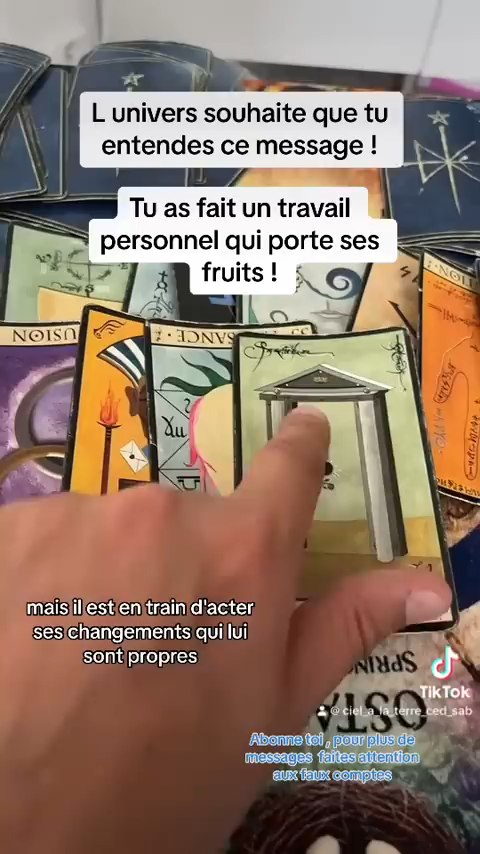 L univers souhaite que tu
entendes ce message !
Tu as fait un travail
personnel qui porte ses
fruits !
mais il est en train d'acter
ses changements qui lui
sont propres
SPRING
OSTA
TikTok
@ciel_a_la_terre_ced_sab
Abonne toi , pour plus de
messages faites attention
aux faux comptes